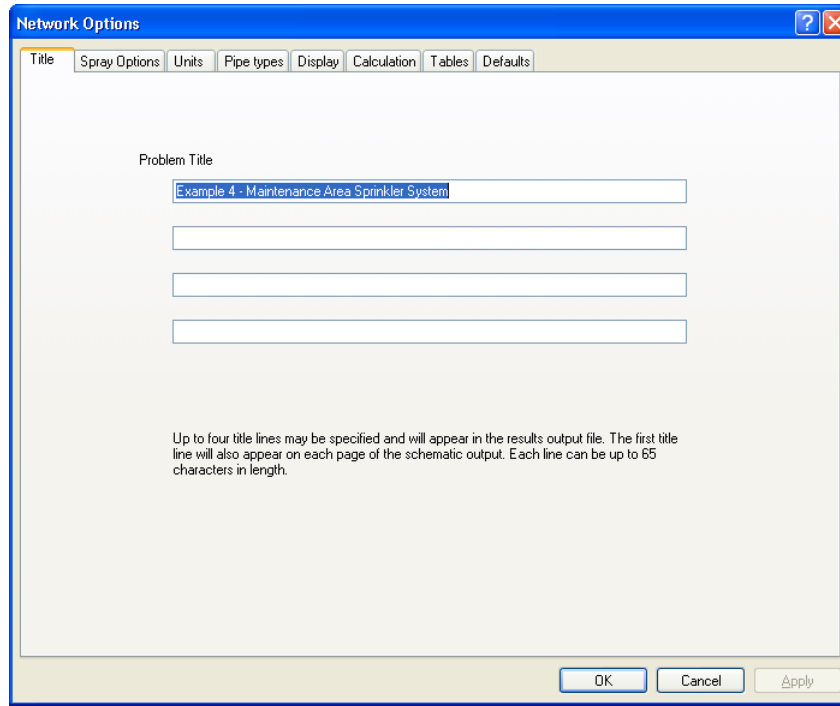 Network Options
Title Spray Options Units Pipe types Display Calculation Tables Defaults
Problem Title
Example 4 - Maintenance Area Sprinkler System
Up to four title lines may be specified and will appear in the results output file. The first title
line will also appear on each page of the schematic output. Each line can be up to 65
characters in length.
OK Cancel Apply